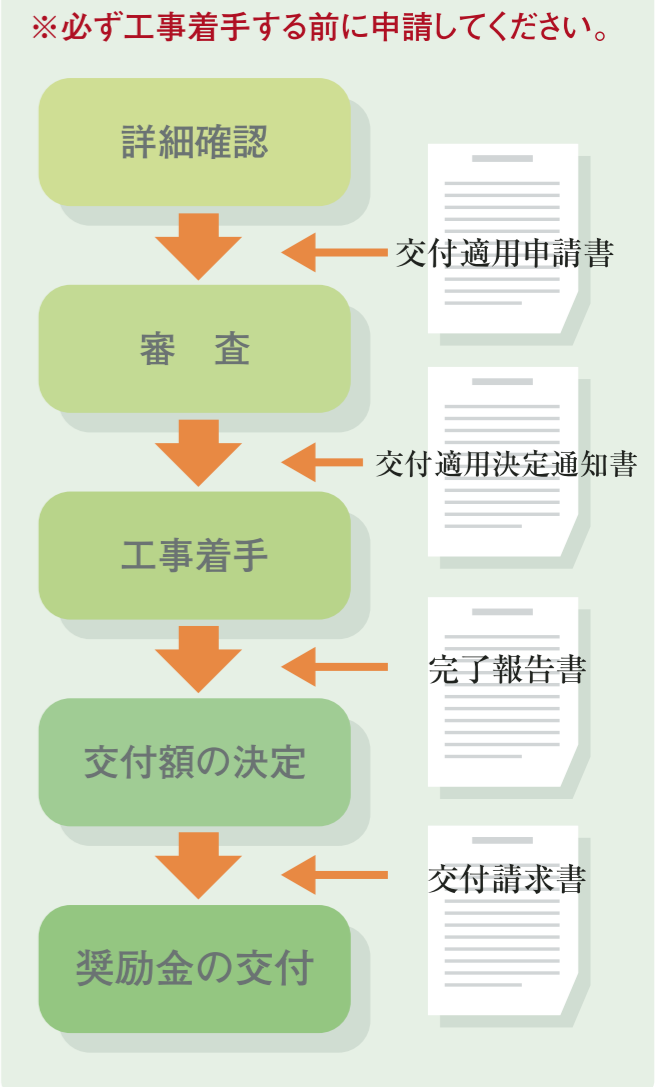 ※必ず工事着手する前に申請してください。
詳細確認
交付適用申請書
審　査
交付適用決定通知書
工事着手
完了報告書
交付額の決定
交付請求書
奨励金の交付